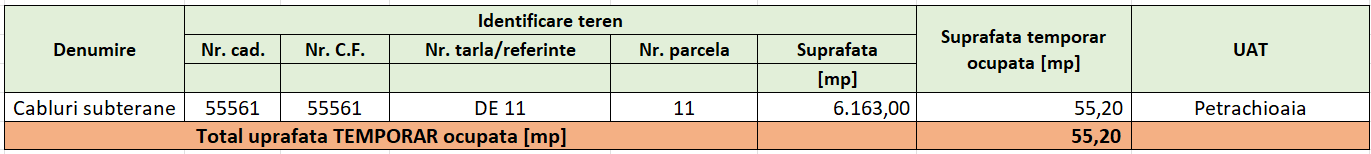 Denumire Identificare teren Suprafata temporar ocupata [mp] UAT
Nr. cad. Nr. C.F. Nr. tarla/referinte Nr. parcela Suprafata
[mp]
Cabluri subterane 55561 55561 DE 11 11 6.163,00 55,20 Petrachioaia
Total uprafata TEMPORAR ocupata [mp] 55,20